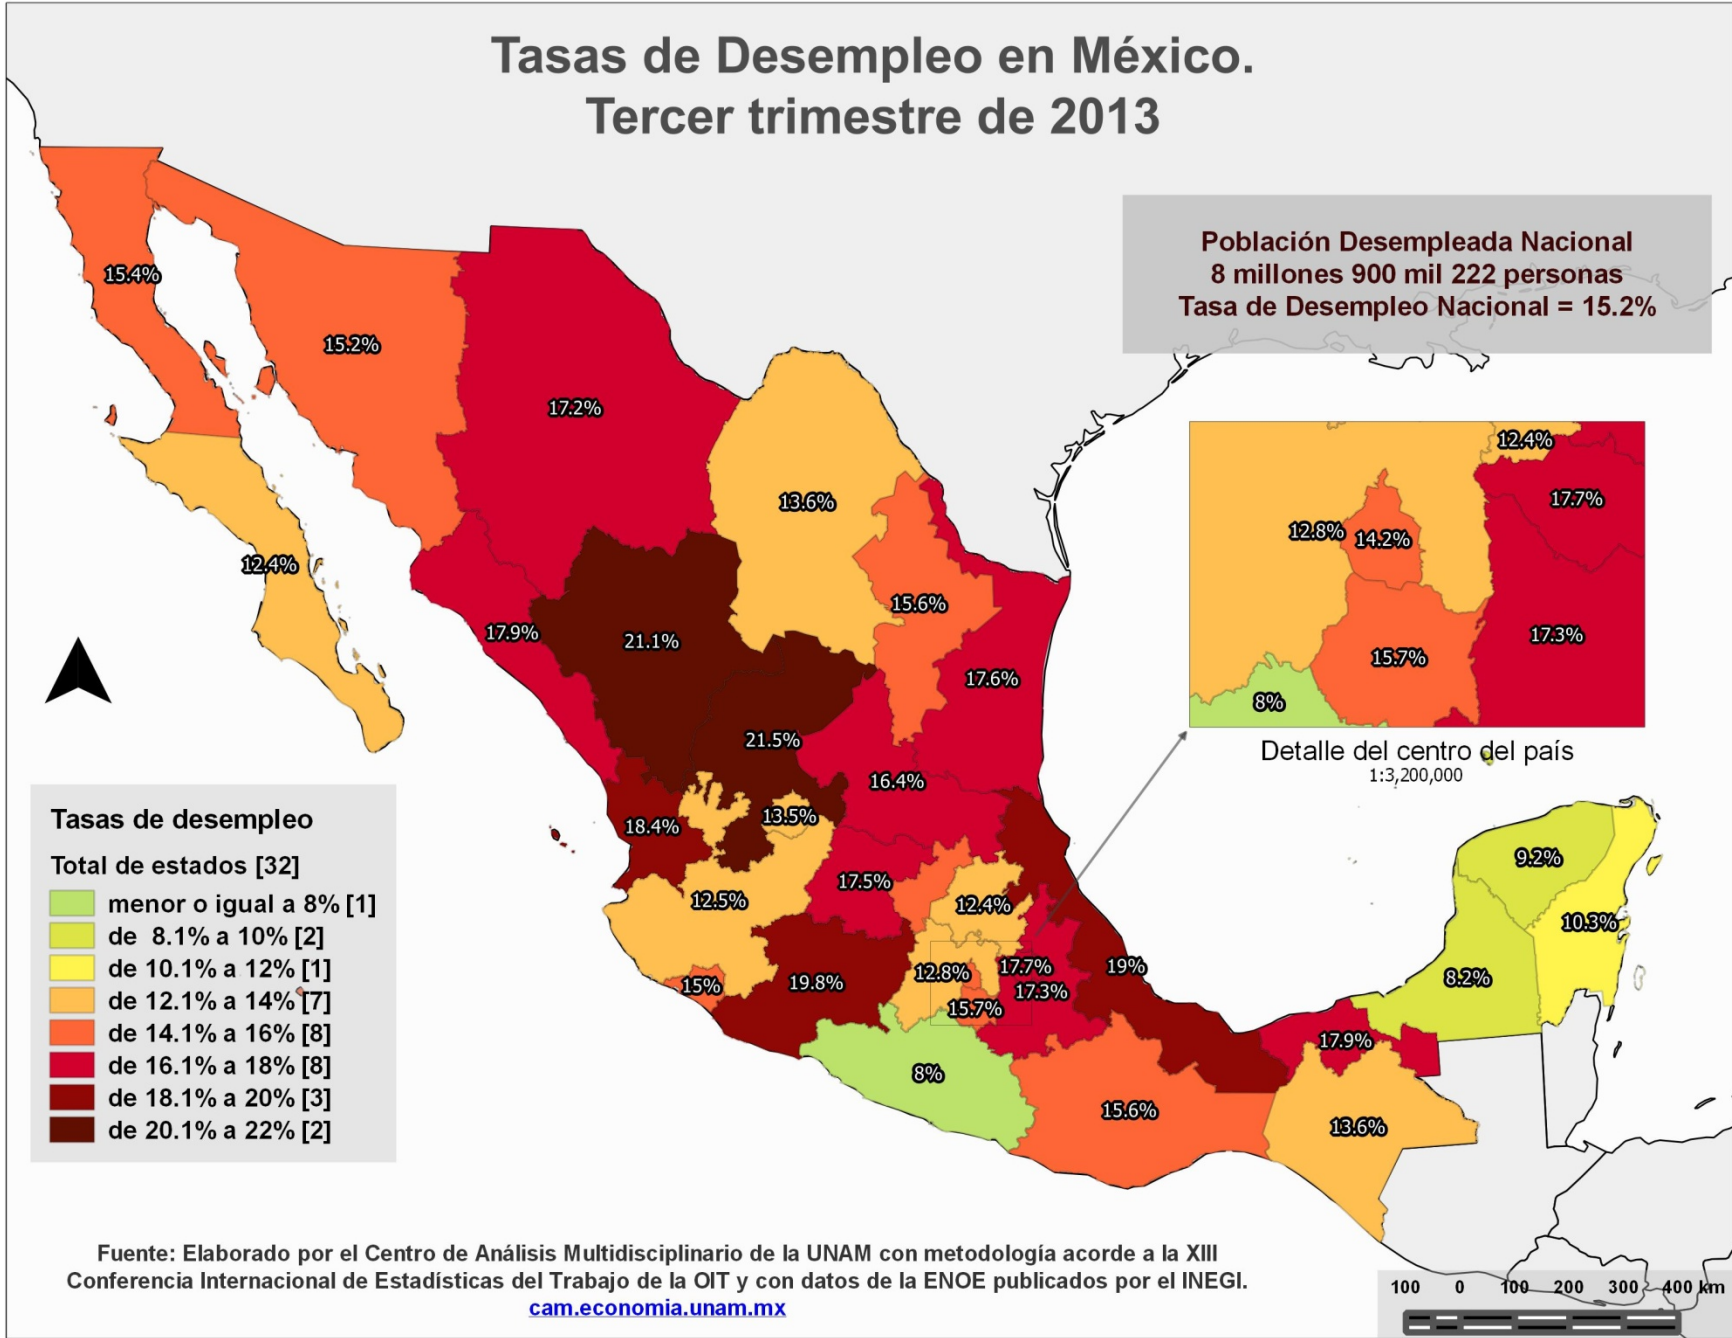 Tasas de Desempleo en México.
Tercer trimestre de 2013
Población Desempleada Nacional
8 millones 900 mil 222 personas
Tasa de Desempleo Nacional = 15.2%
15.4%
15.2%
17.2%
13.6%
12.4%
15.6%
17.9%
21.1%
17.6%
21.5%
16.4%
18.4%
13.5%
12.5%
17.5%
12.4%
15%
19.8%
12.8%
17.7%
17.3%
15.7%
19%
8%
15.6%
17.9%
13.6%
8.2%
9.2%
10.3%
12.4%
17.7%
12.8%
14.2%
17.3%
15.7%
8%
Detalle del centro del país
1:3,200,000
Tasas de desempleo
Total de estados [32]
menor o igual a 8% [1]
de 8.1% a 10% [2]
de 10.1% a 12% [1]
de 12.1% a 14% [7]
de 14.1% a 16% [8]
de 16.1% a 18% [8]
de 18.1% a 20% [3]
de 20.1% a 22% [2]
Fuente: Elaborado por el Centro de Análisis Multidisciplinario de la UNAM con metodología acorde a la XIII
Conferencia Internacional de Estadísticas del Trabajo de la OIT y con datos de la ENOE publicados por el INEGI.
cam.economia.unam.mx
100 0 100 200 300 400 km